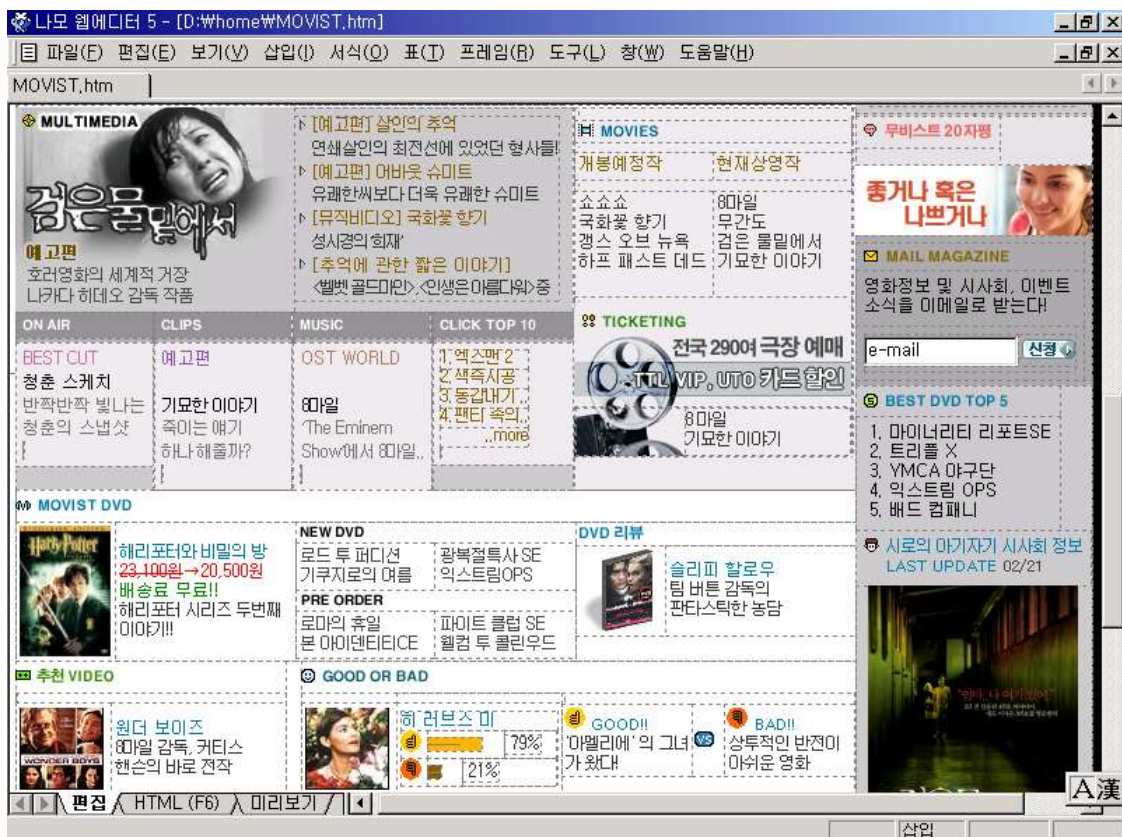 나모 웹에디터 5 - [D:₩home₩MOVIST.htm]
파일(F) 편집(E) 보기(V) 삽입(I) 서식(O) 표(T) 프레임(R) 도구(L) 창(W) 도움말(H)
MOVIST.htm
MULTIMEDIA
검은물밑에서
예고편
호러영화의 세계적 거장
나카다 히데오 감독 작품
[예고편] 살인의 추억
연쇄살인의 최전선에 있었던 형사들!
[예고편] 어바웃 슈미트
유쾌한씨보다 더욱 유쾌한 슈미트
[뮤직비디오] 국화꽃 향기
성시경의 '희재'
[추억에 관한 짧은 이야기]
<벨벳 골드마인>,<인생은 아름다워>중
ON AIR
BEST CUT
청춘 스케치
반짝반짝 빛나는
청춘의 스냅샷
CLIPS
예고편
기묘한 이야기
죽이는 얘기
하나 해줄까?
MUSIC
OST WORLD
8마일
'The Eminem
Show'에서 8마일..
CLICK TOP 10
1. 엑스맨 2
2. 색즉시공
3. 동갑내기..
4. 팬티 속의..
...more
MOVIES
개봉예정작
쇼쇼쇼
국화꽃 향기
갱스 오브 뉴욕
하프 패스트 데드
현재상영작
8마일
무간도
검은 물밑에서
기묘한 이야기
TICKETING
전국 290여 극장 예매
TTL, VIP, UTO 카드 할인
8마일
기묘한 이야기
무비스트 20자평
좋거나 혹은
나쁘거나
MAIL MAGAZINE
영화정보 및 시사회, 이벤트
소식을 이메일로 받는다!
e-mail
신청
BEST DVD TOP 5
1. 마이너리티 리포트SE
2. 트리플 X
3. YMCA 야구단
4. 익스트림 OPS
5. 배드 컴패니
시로의 아기자기 시사회 정보
LAST UPDATE 02/21
MOVIST DVD
Harry Potter
해리포터와 비밀의 방
23,100원→20,500원
배송료 무료!!
해리포터 시리즈 두번째
이야기!!
NEW DVD
로드 투 퍼디션
기쿠지로의 여름
광복절특사 SE
익스트림OPS
PRE ORDER
로마의 휴일
본 아이덴티티CE
파이트 클럽 SE
웰컴 투 콜린우드
DVD 리뷰
슬리피 할로우
팀 버튼 감독의
판타스틱한 농담
추천 VIDEO
WONDER BOYS
원더 보이즈
8마일 감독, 커티스
핸슨의 바로 전작
GOOD OR BAD
히 러브스 미
79%
21%
GOOD!!
'아멜리에' 의 그녀
가 왔다!
VS
BAD!!
상투적인 반전이
아쉬운 영화
편집
HTML (F6)
미리보기
A漢
삽입